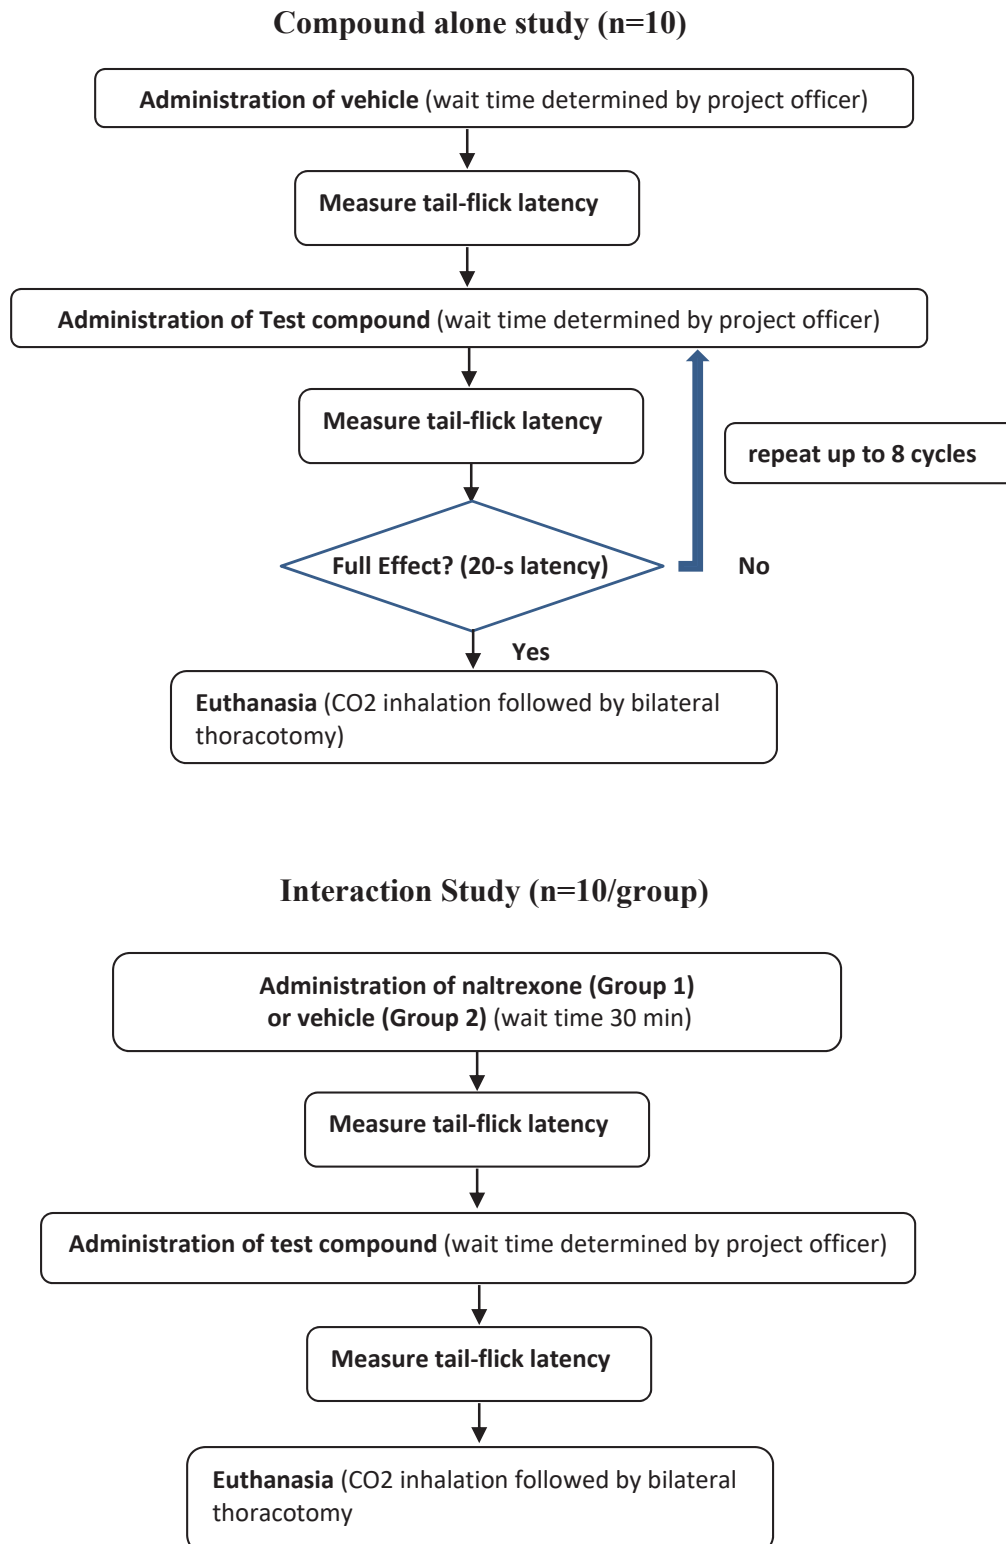 Compound alone study (n=10)
Administration of vehicle (wait time determined by project officer)
Measure tail-flick latency
Administration of Test compound (wait time determined by project officer)
Measure tail-flick latency
repeat up to 8 cycles
Full Effect? (20-s latency)
No
Yes
Euthanasia (CO2 inhalation followed by bilateral
thoracotomy)
Interaction Study (n=10/group)
Administration of naltrexone (Group 1)
or vehicle (Group 2) (wait time 30 min)
Measure tail-flick latency
Administration of test compound (wait time determined by project officer)
Measure tail-flick latency
Euthanasia (CO2 inhalation followed by bilateral
thoracotomy